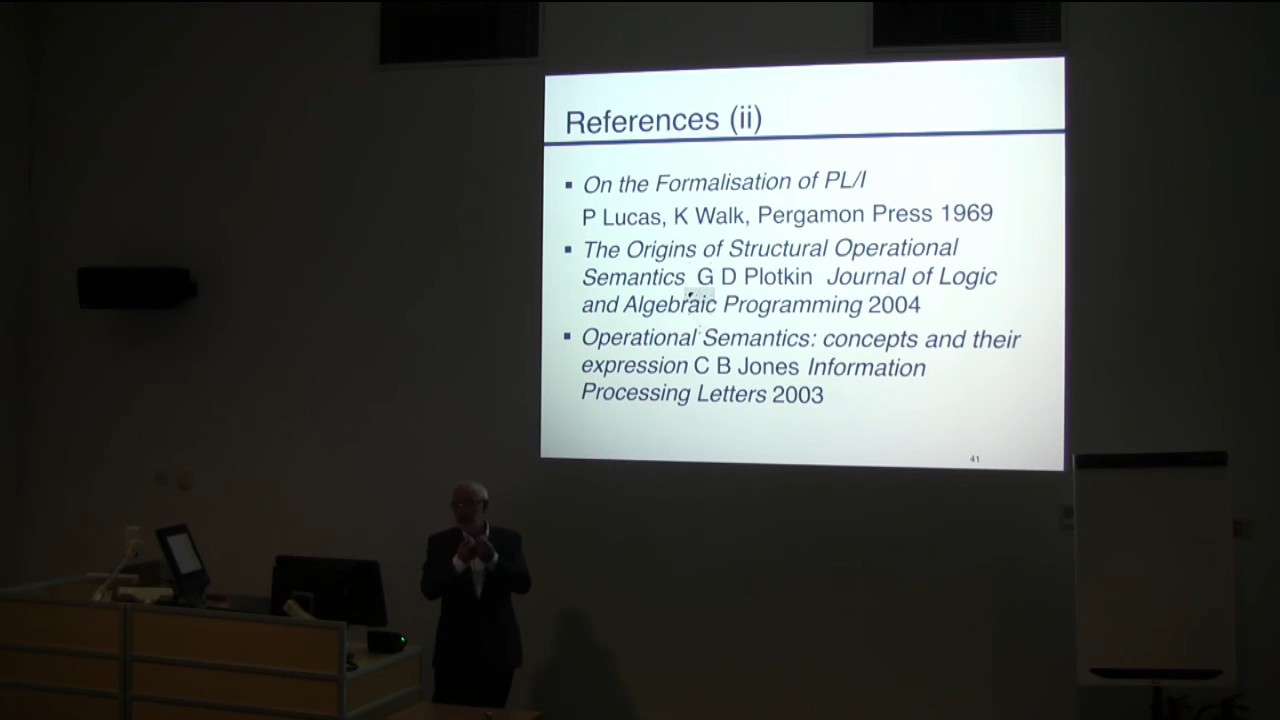 References (ii)
▪ On the Formalisation of PL/I
P Lucas, K Walk, Pergamon Press 1969
▪ The Origins of Structural Operational
Semantics G D Plotkin Journal of Logic
and Algebraic Programming 2004
▪ Operational Semantics: concepts and their
expression C B Jones Information
Processing Letters 2003
41